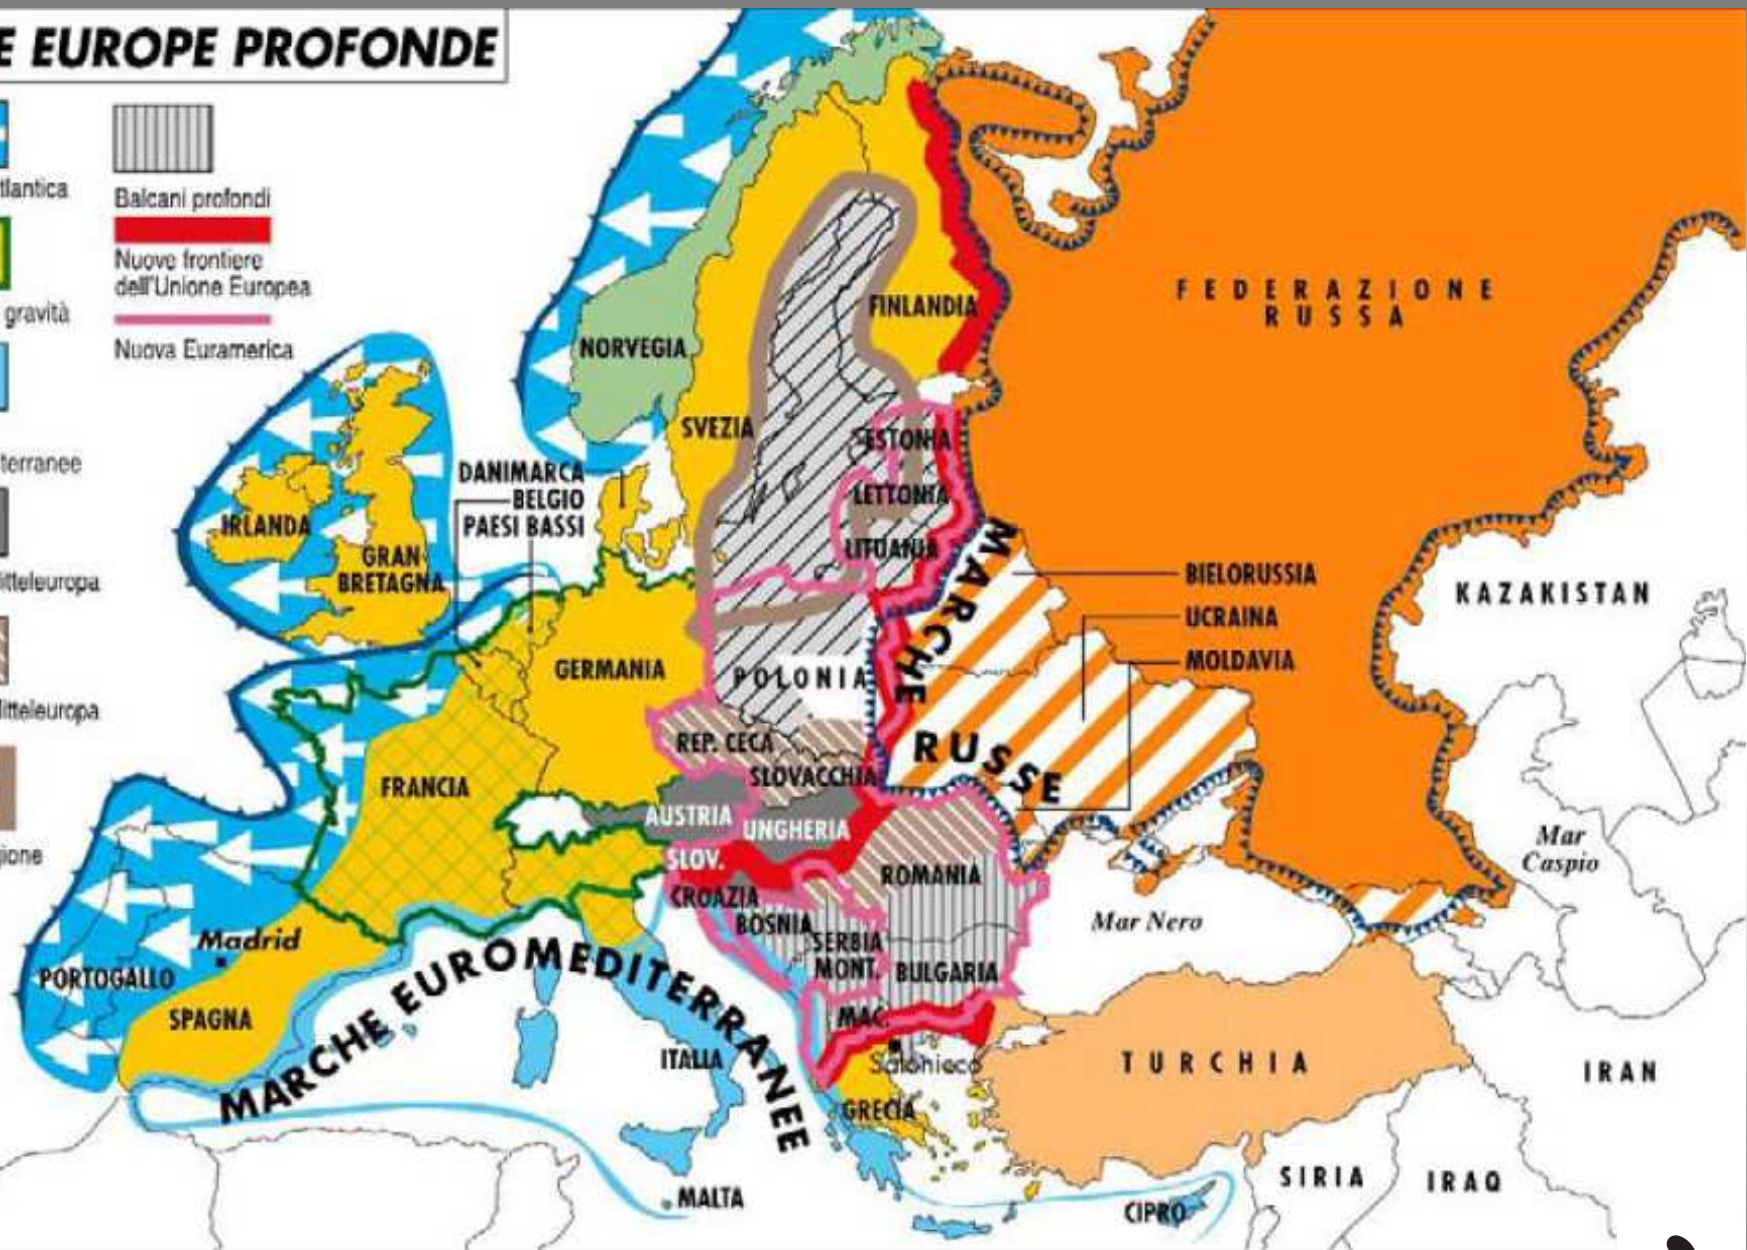 E EUROPE PROFONDE
tlantica
gravità
terranee
itteleuropa
itteleuropa
ione
Balcani profondi
Nuove frontiere
dell'Unione Europea
Nuova Euramerica
NORVEGIA
SVEZIA
FINLANDIA
FEDERAZIONE
RUSSA
ESTONIA
LETTONIA
LITUANIA
DANIMARCA
BELGIO
PAESI BASSI
IRLANDA
GRAN
BRETAGNA
GERMANIA
POLONIA
MARCHE
RUSSE
BIELORUSSIA
UCRAINA
MOLDAVIA
KAZAKISTAN
FRANCIA
REP. CECA
SLOVACCHIA
AUSTRIA
UNGHERIA
SLOV.
CROAZIA
BOSNIA
SERBIA
MONT.
ROMANIA
BULGARIA
MAC.
Salonicco
Mar
Caspio
Mar Nero
Madrid
PORTOGALLO
SPAGNA
MARCHE EUROMEDITERRANEE
ITALIA
GRECIA
TURCHIA
IRAN
MALTA
CIPRO
SIRIA
IRAQ